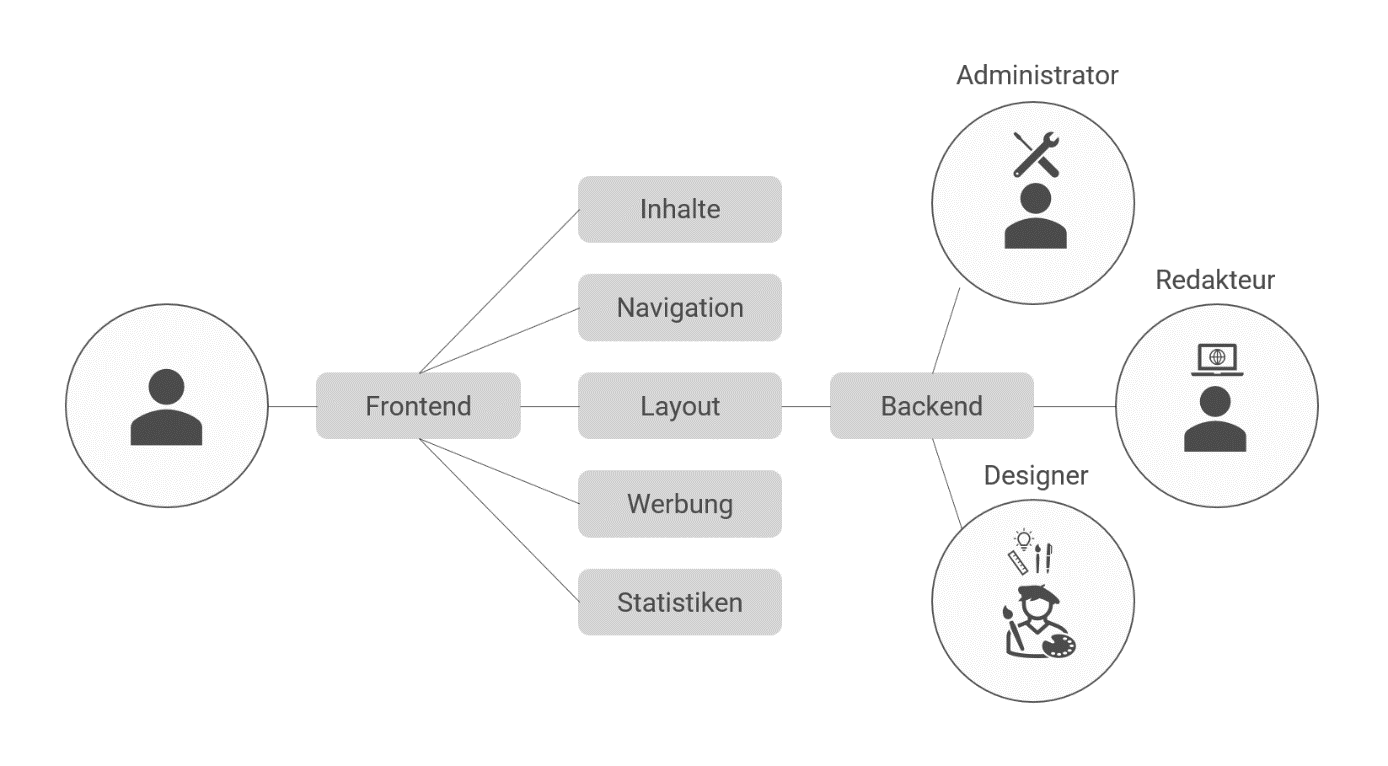 Administrator
Inhalte
Redakteur
Navigation
Frontend
Layout
Backend
Designer
Werbung
Statistiken